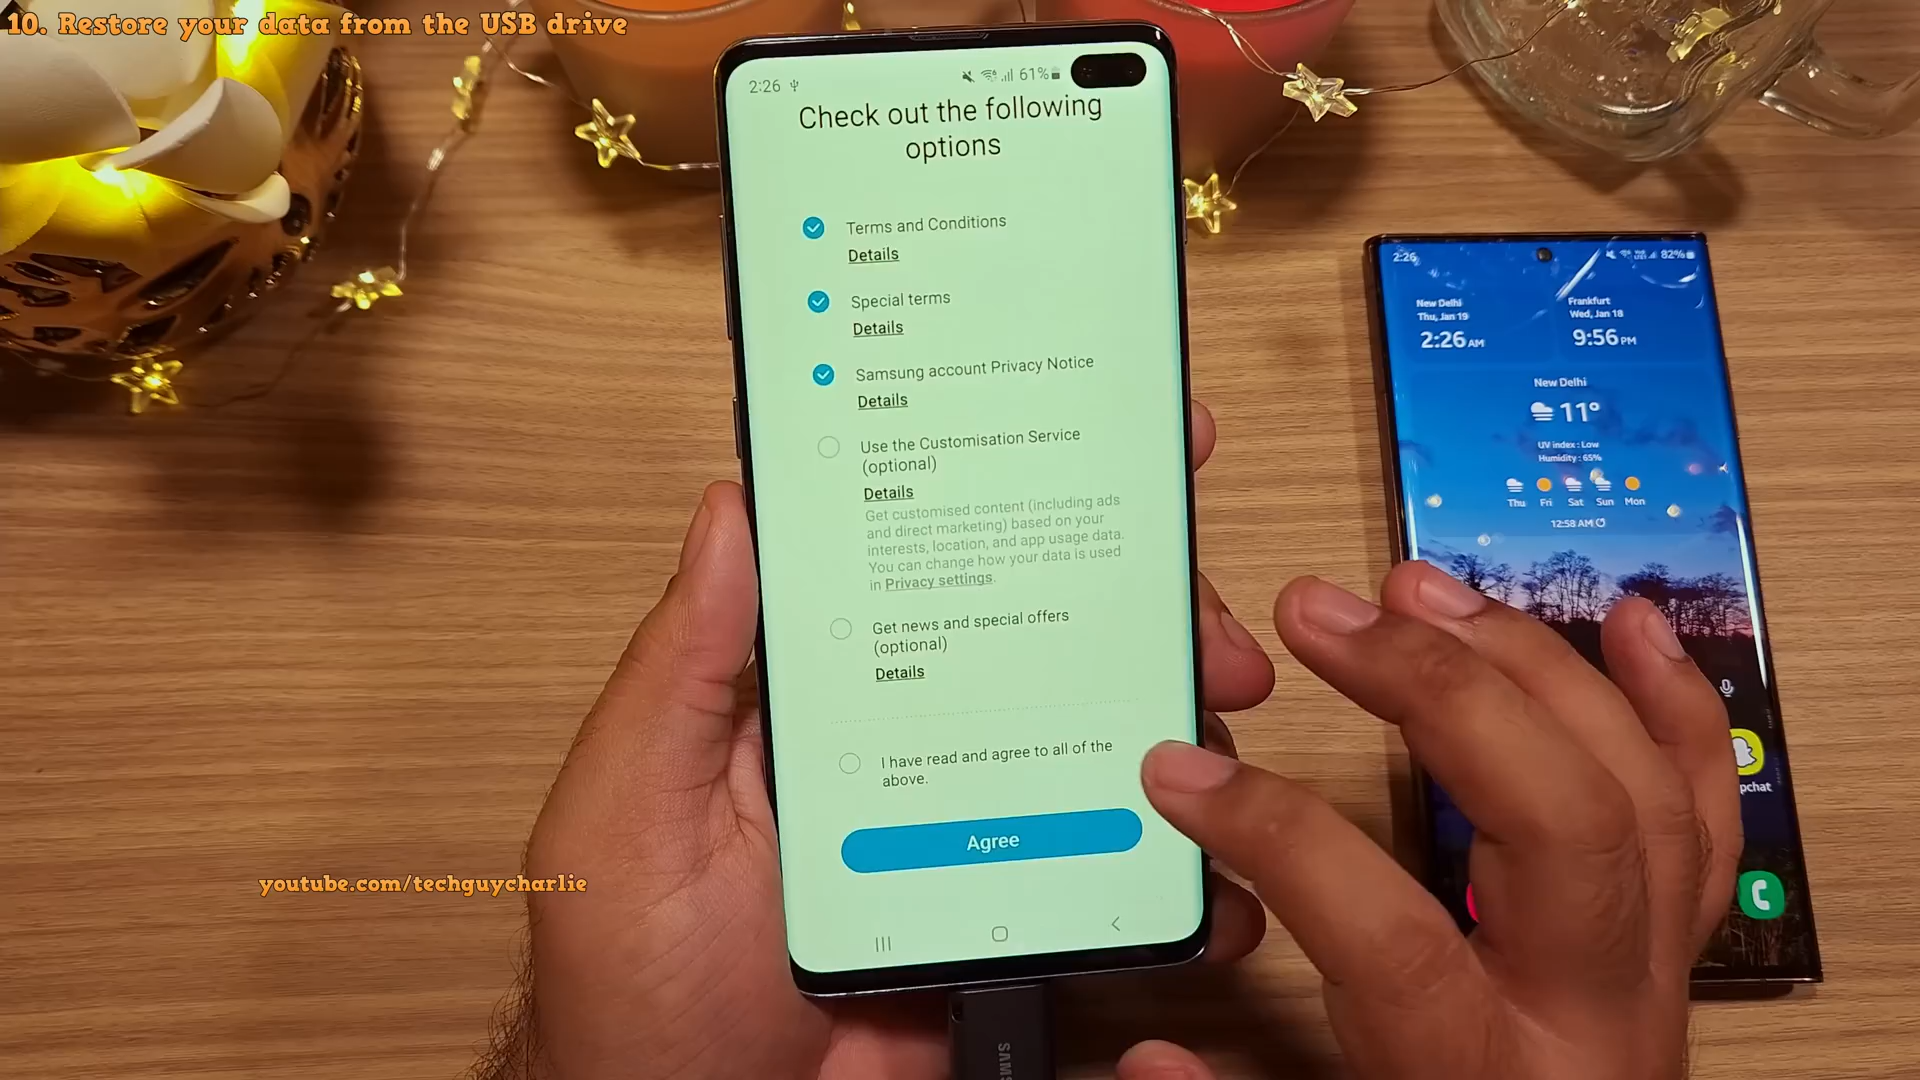 10. Restore your data from the USB drive
2:26
61%
Check out the following
options
Terms and Conditions
Details
Special terms
Details
Samsung account Privacy Notice
Details
Use the Customisation Service
(optional)
Details
Get customised content (including ads
and direct marketing) based on your
interests, location, and app usage data.
You can change how your data is used
in Privacy settings.
Get news and special offers
(optional)
Details
I have read and agree to all of the
above.
Agree
youtube.com/techguycharlie
SAMS
2:26
82%
New Delhi
Thu, Jan 19
2:26 AM
Frankfurt
Wed, Jan 18
9:56 PM
New Delhi
11°
UV index : Low
Humidity : 65%
Thu Fri Sat Sun Mon
12:58 AM
pchat